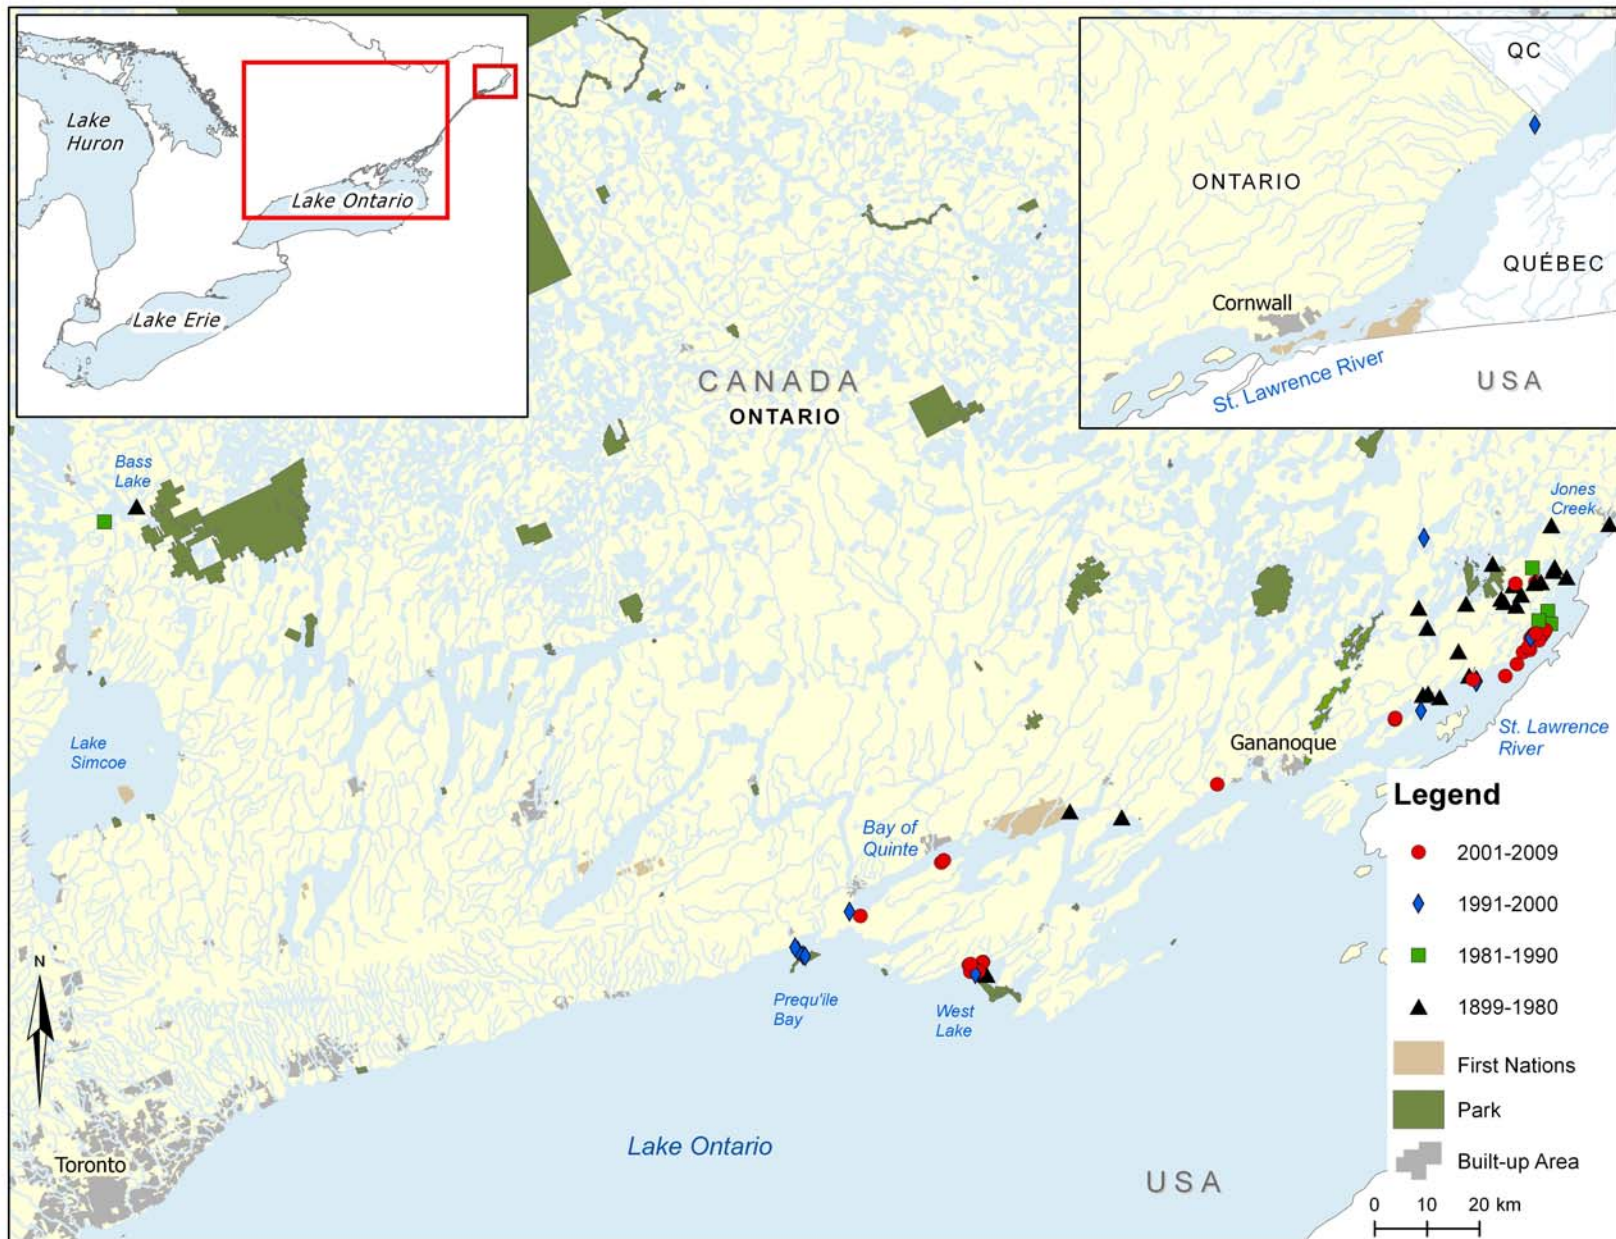 Lake
Huron
Lake Ontario
Lake Erie
QC
ONTARIO
QUÉBEC
Cornwall
St. Lawrence River
USA
CANADA
ONTARIO
Bass
Lake
Jones
Creek
Lake
Simcoe
Gananoque
St. Lawrence
River
Bay of
Quinte
Prequ'ile
Bay
West
Lake
N
Toronto
Lake Ontario
USA
Legend
2001-2009
1991-2000
1981-1990
1899-1980
First Nations
Park
Built-up Area
0 10 20 km